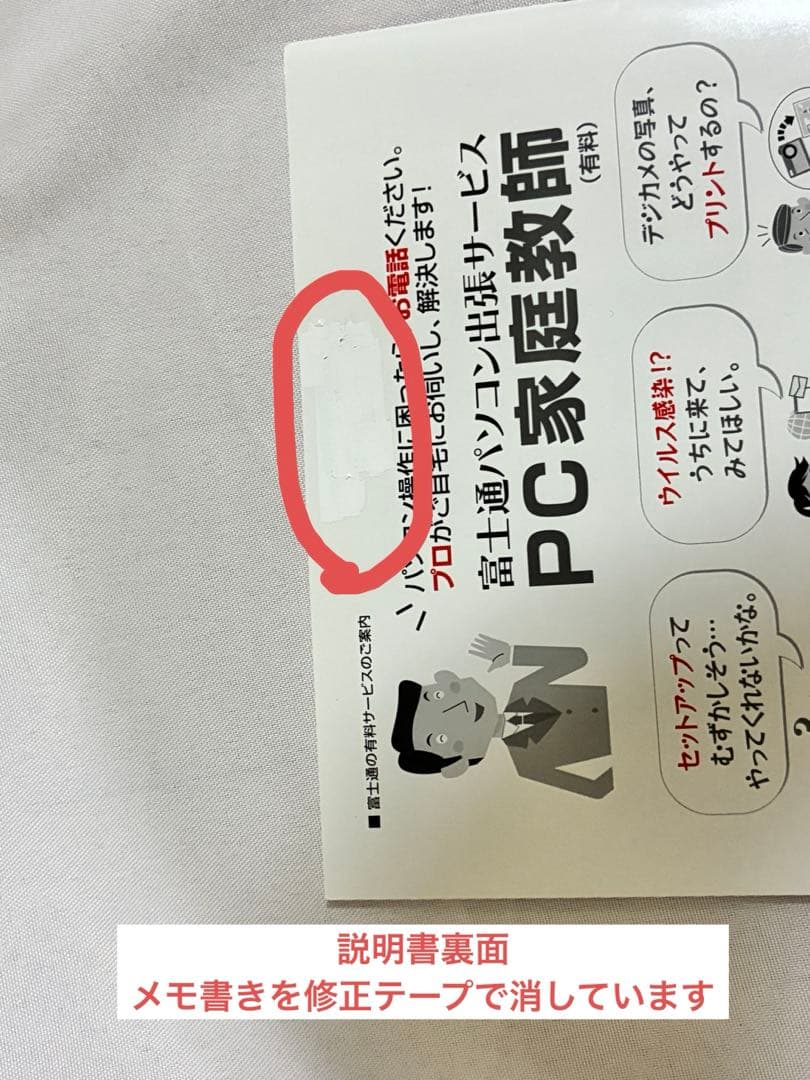 ■ 富士通の有料サービスのご案内
パソコン操作に困ったらお電話ください。
プロがご自宅にお伺いし、解決します!
富士通パソコン出張サービス
PC家庭教師
(有料)
セットアップって
むずかしそう…
やってくれないかな。
ウイルス感染!?
うちに来て、
みてほしい。
デジカメの写真、
どうやって
プリントするの?
?
説明書裏面
メモ書きを修正テープで消しています